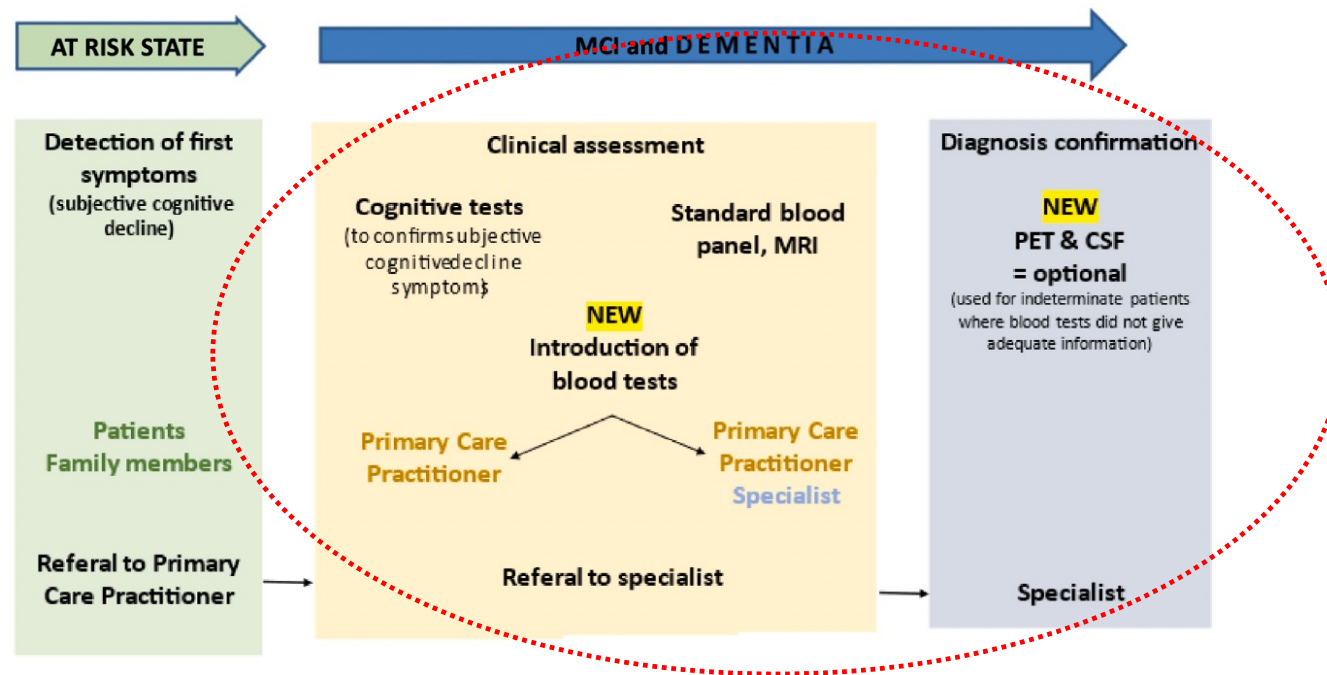 AT RISK STATE
MCI and DEMENTIA
Detection of first
symptoms
(subjective cognitive
decline)
Patients
Family members
Referal to Primary
Care Practitioner
Clinical assessment
Cognitive tests
(to confirms subjective
cognitivedecline
symptoms)
Standard blood
panel, MRI
NEW
Introduction of
blood tests
Primary Care
Practitioner
Primary Care
Practitioner
Specialist
Referal to specialist
Diagnosis confirmation
NEW
PET & CSF
= optional
(used for indeterminate patients
where blood tests did not give
adequate information)
Specialist